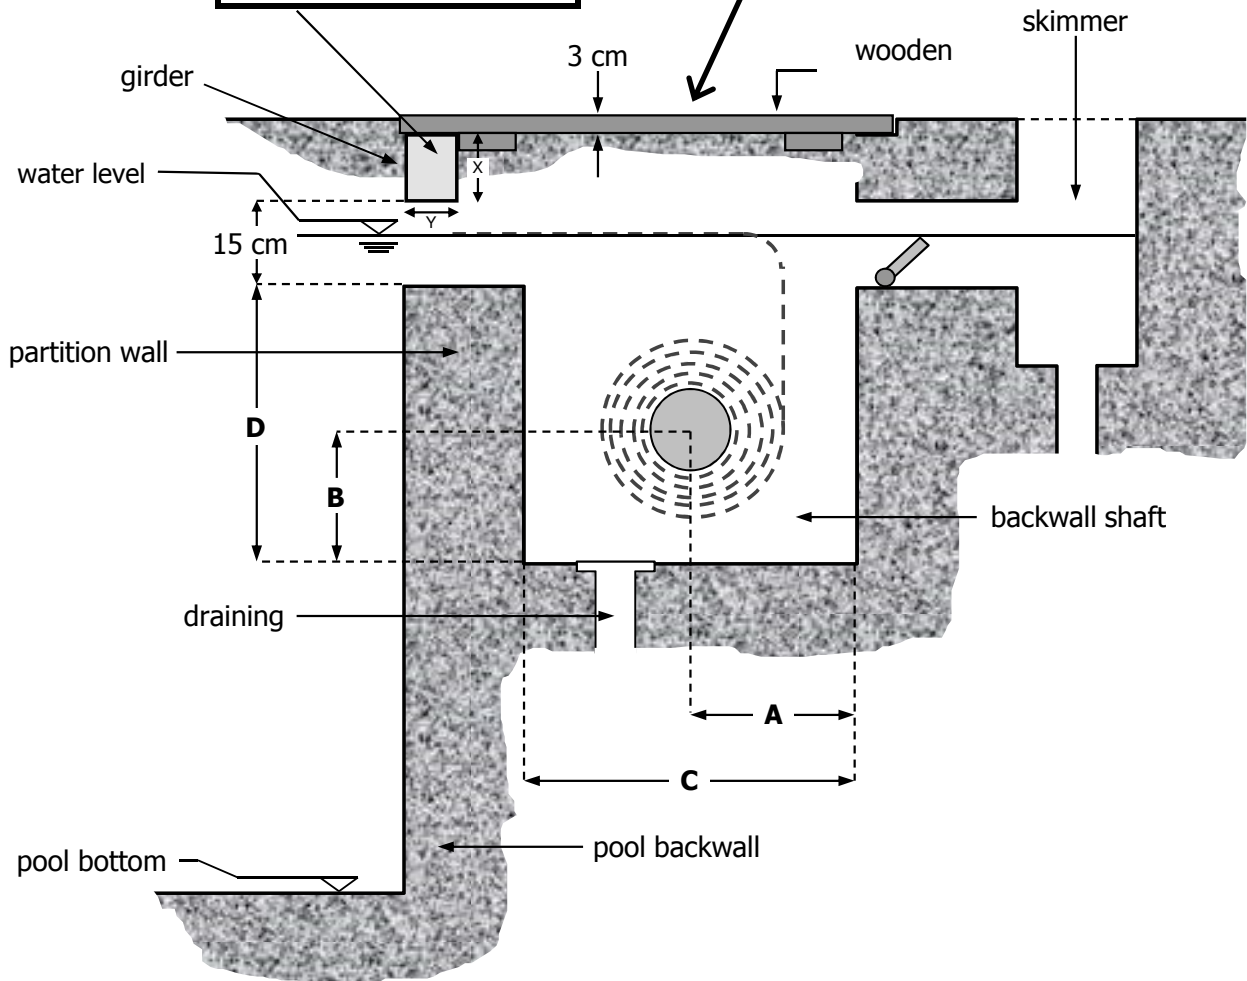 skimmer
3 cm
wooden
girder
X
water level
Y
15 cm
partition wall
D
B
backwall shaft
draining
A
C
pool backwall
pool bottom